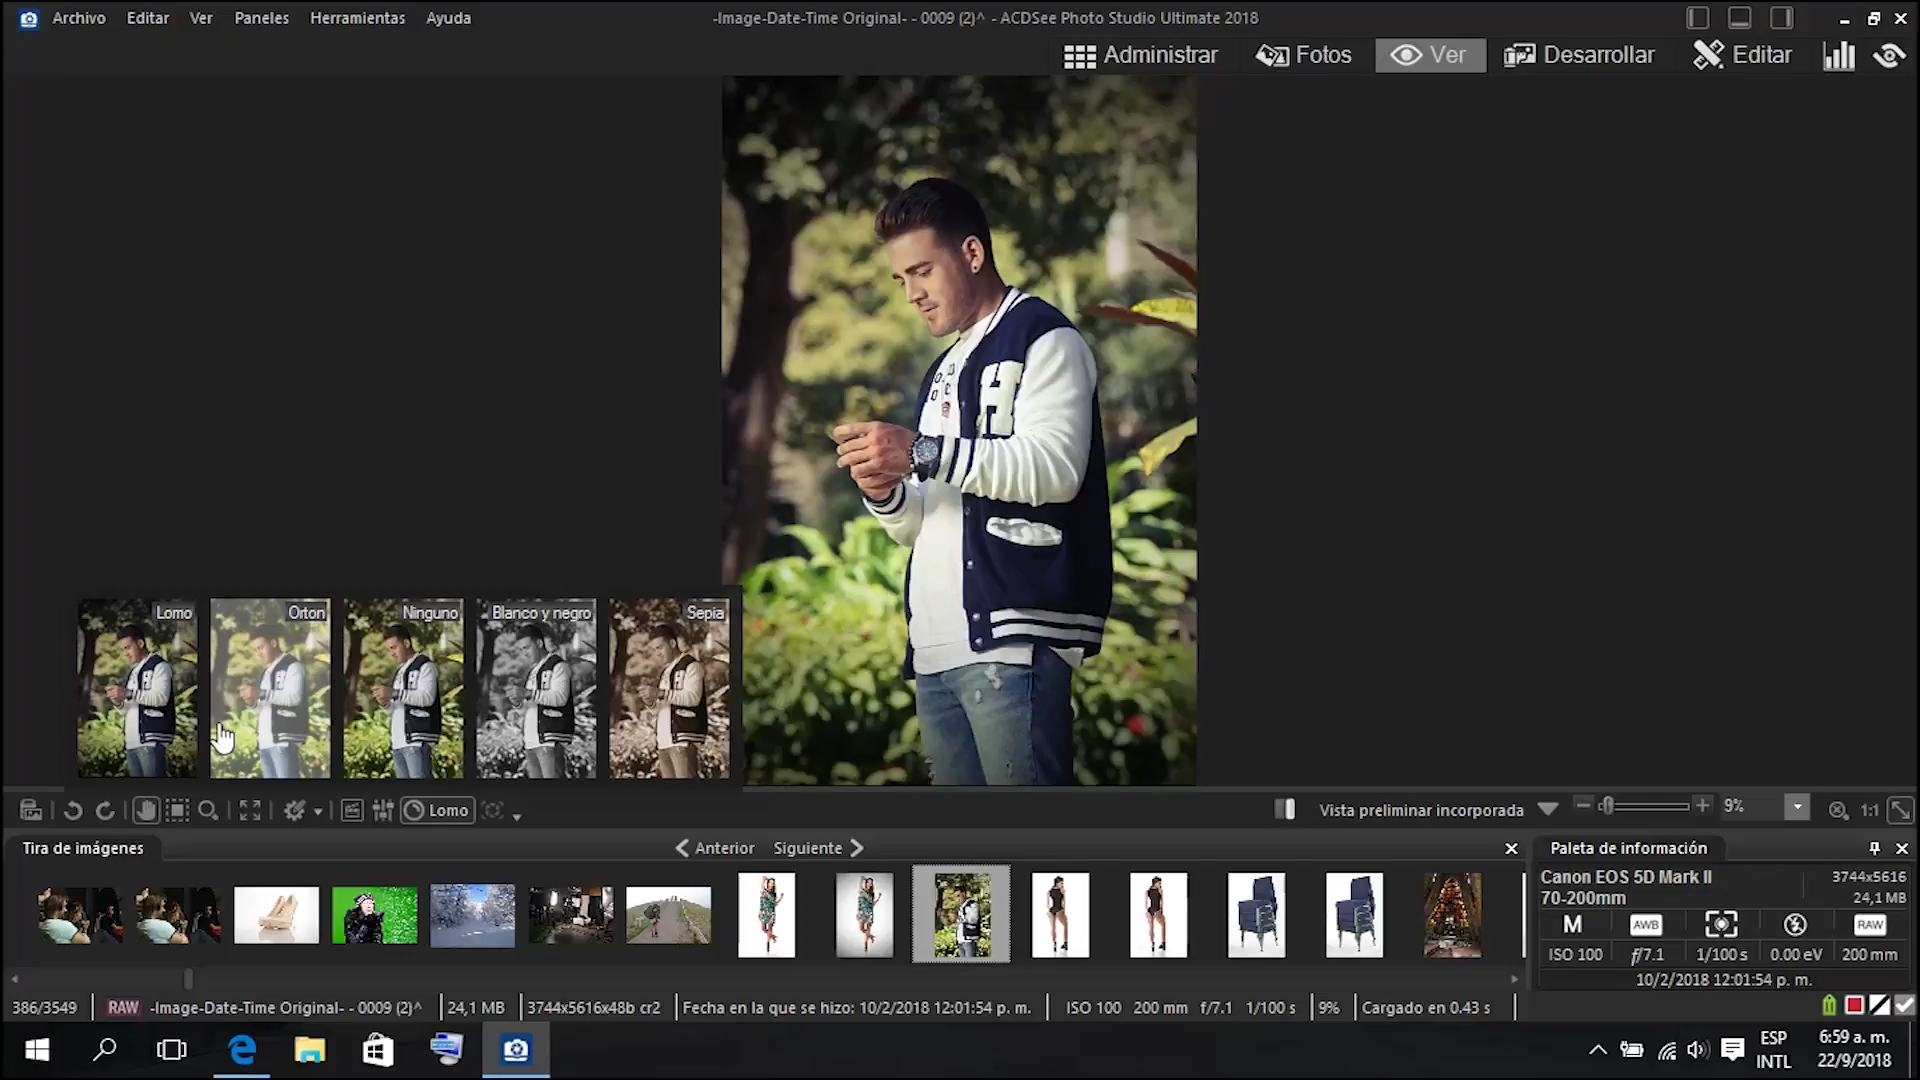 Archivo Editar Ver Paneles Herramientas Ayuda
-Image-Date-Time Original- - 0009 (2)^ - ACDSee Photo Studio Ultimate 2018
Administrar Fotos Ver Desarrollar Editar
H
Lomo Orton Ninguno Blanco y negro Sepia
Lomo
Vista preliminar incorporada
9%
1:1
Tira de imágenes
Anterior Siguiente
Paleta de información
Canon EOS 5D Mark II 3744x5616
70-200mm 24,1 MB
M AWB RAW
ISO 100 f/7.1 1/100 s 0.00 eV 200 mm
10/2/2018 12:01:54 p. m.
386/3549 RAW -Image-Date-Time Original- - 0009 (2)^ 24,1 MB 3744x5616x48b cr2 Fecha en la que se hizo: 10/2/2018 12:01:54 p. m. ISO 100 200 mm f/7.1 1/100 s 9% Cargado en 0.43 s
ESP 6:59 a. m.
INTL 22/9/2018